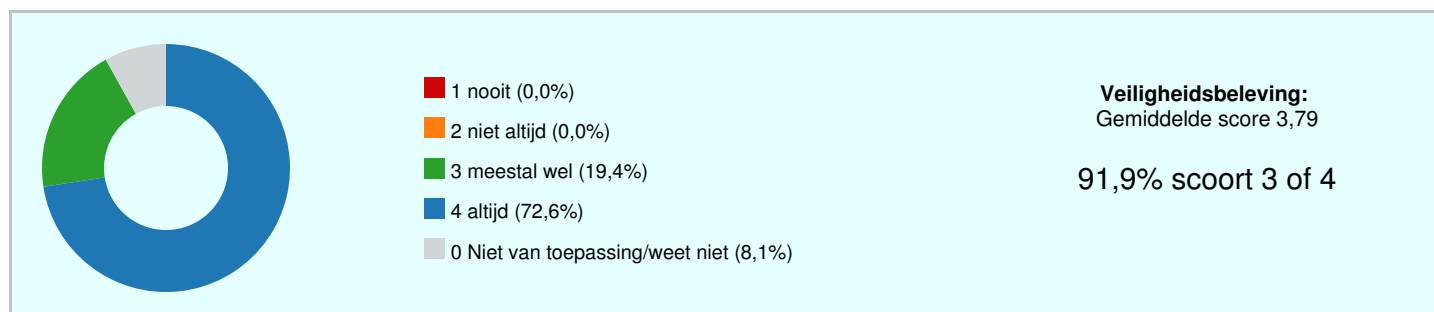 1 nooit (0,0%)
2 niet altijd (0,0%)
3 meestal wel (19,4%)
4 altijd (72,6%)
0 Niet van toepassing/weet niet (8,1%)
Veiligheidsbeleving:
Gemiddelde score 3,79
91,9% scoort 3 of 4